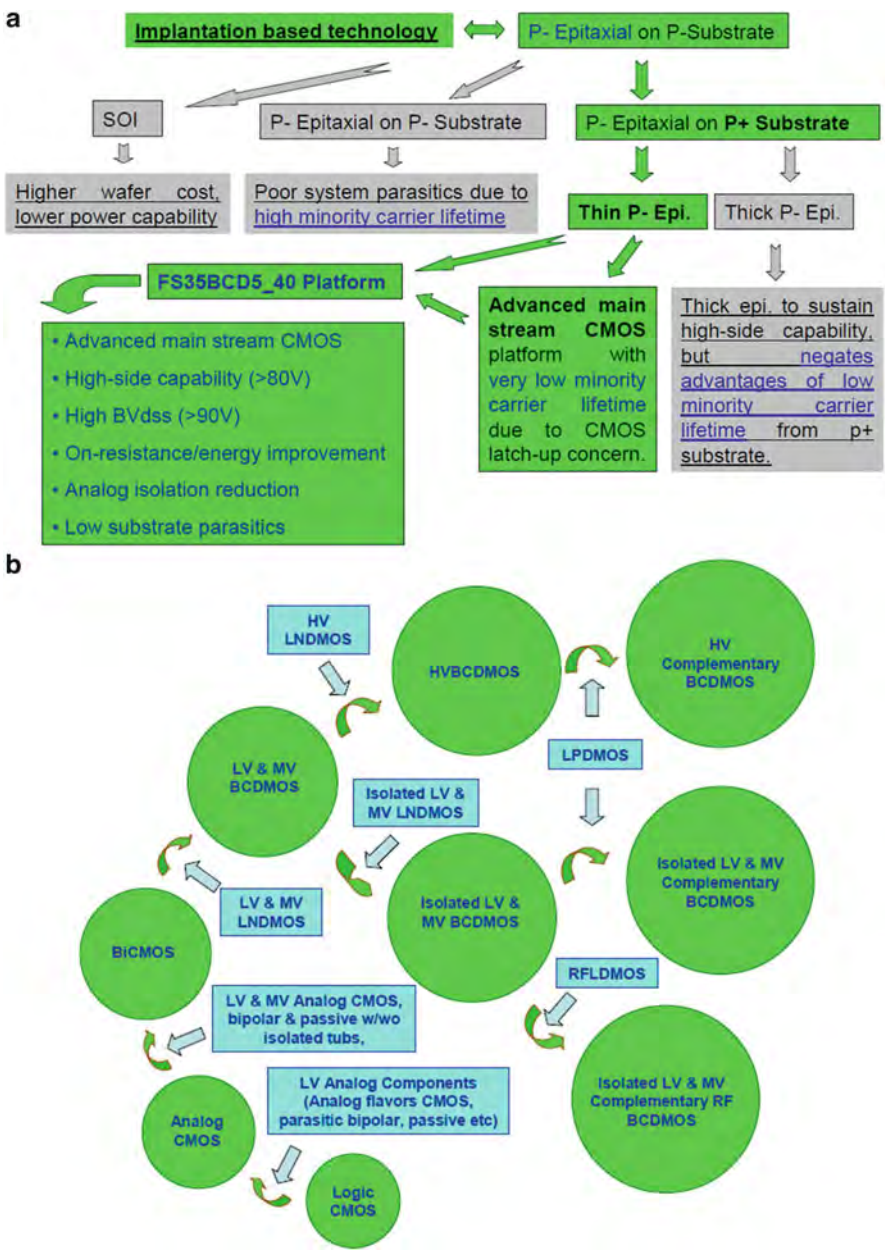 a
Implantation based technology
P- Epitaxial on P-Substrate
SOI
P- Epitaxial on P- Substrate
P- Epitaxial on P+ Substrate
Higher wafer cost,
lower power capability
Poor system parasitics due to
high minority carrier lifetime
Thin P- Epi.
Thick P- Epi.
FS35BCD5_40 Platform
• Advanced main stream CMOS
• High-side capability (>80V)
• High BVdss (>90V)
• On-resistance/energy improvement
• Analog isolation reduction
• Low substrate parasitics
Advanced main
stream CMOS
platform with
very low minority
carrier lifetime
due to CMOS
latch-up concern.
Thick epi. to sustain
high-side capability,
but negates
advantages of low
minority carrier
lifetime from p+
substrate.
b
HV
LNDMOS
HVBCDMOS
HV
Complementary
BCDMOS
LPDMOS
LV & MV
BCDMOS
Isolated LV &
MV LNDMOS
Isolated LV & MV
Complementary
BCDMOS
LV & MV
LNDMOS
Isolated LV &
MV BCDMOS
BiCMOS
RFLDMOS
LV & MV Analog CMOS,
bipolar & passive w/wo
isolated tubs,
LV Analog Components
(Analog flavors CMOS,
parasitic bipolar, passive etc)
Isolated LV & MV
Complementary RF
BCDMOS
Analog
CMOS
Logic
CMOS